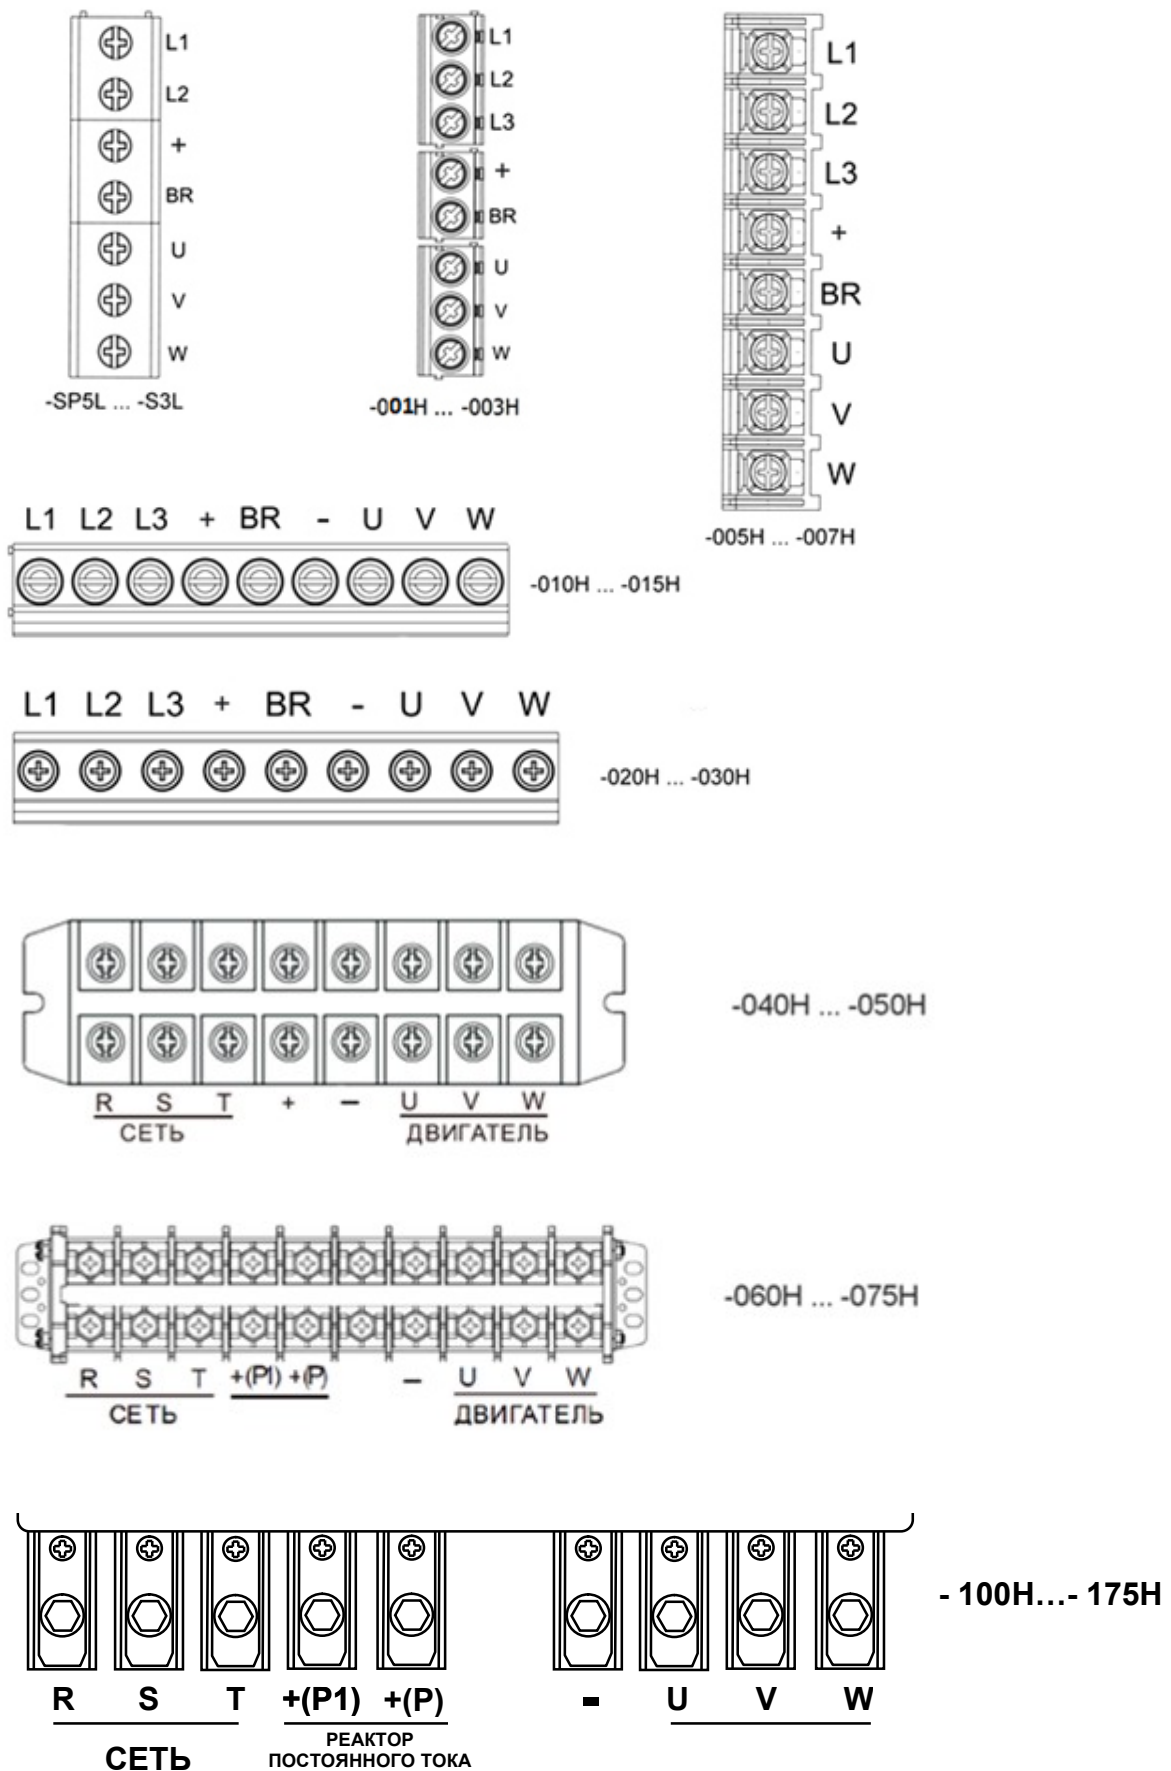 L1
L2
+
BR
U
V
W
-SP5L ... -S3L
L1
L2
L3
+
BR
U
V
W
-001H ... -003H
L1
L2
L3
+
BR
U
V
W
-005H ... -007H
L1 L2 L3 + BR - U V W
-010H ... -015H
L1 L2 L3 + BR - U V W
-020H ... -030H
-040H ... -050H
R S T + − U V W
СЕТЬ ДВИГАТЕЛЬ
-060H ... -075H
R S T +(P1) +(P) − U V W
СЕТЬ ДВИГАТЕЛЬ
- 100H...- 175H
R S T +(P1) +(P) - U V W
РЕАКТОР
СЕТЬ ПОСТОЯННОГО ТОКА